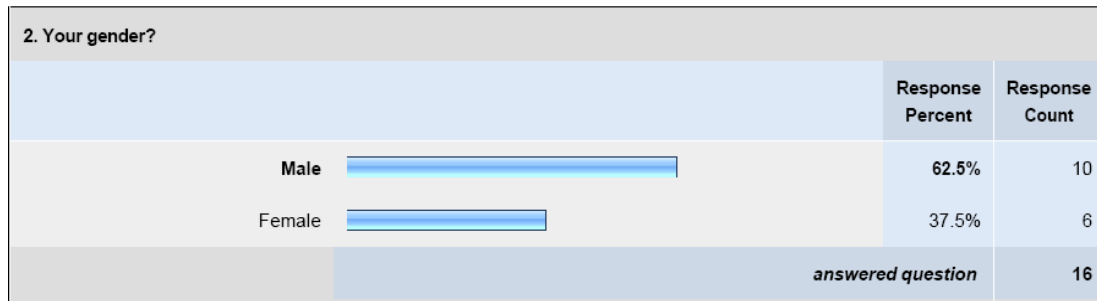 2. Your gender?
Response Percent
Response Count
Male 62.5% 10
Female 37.5% 6
answered question 16